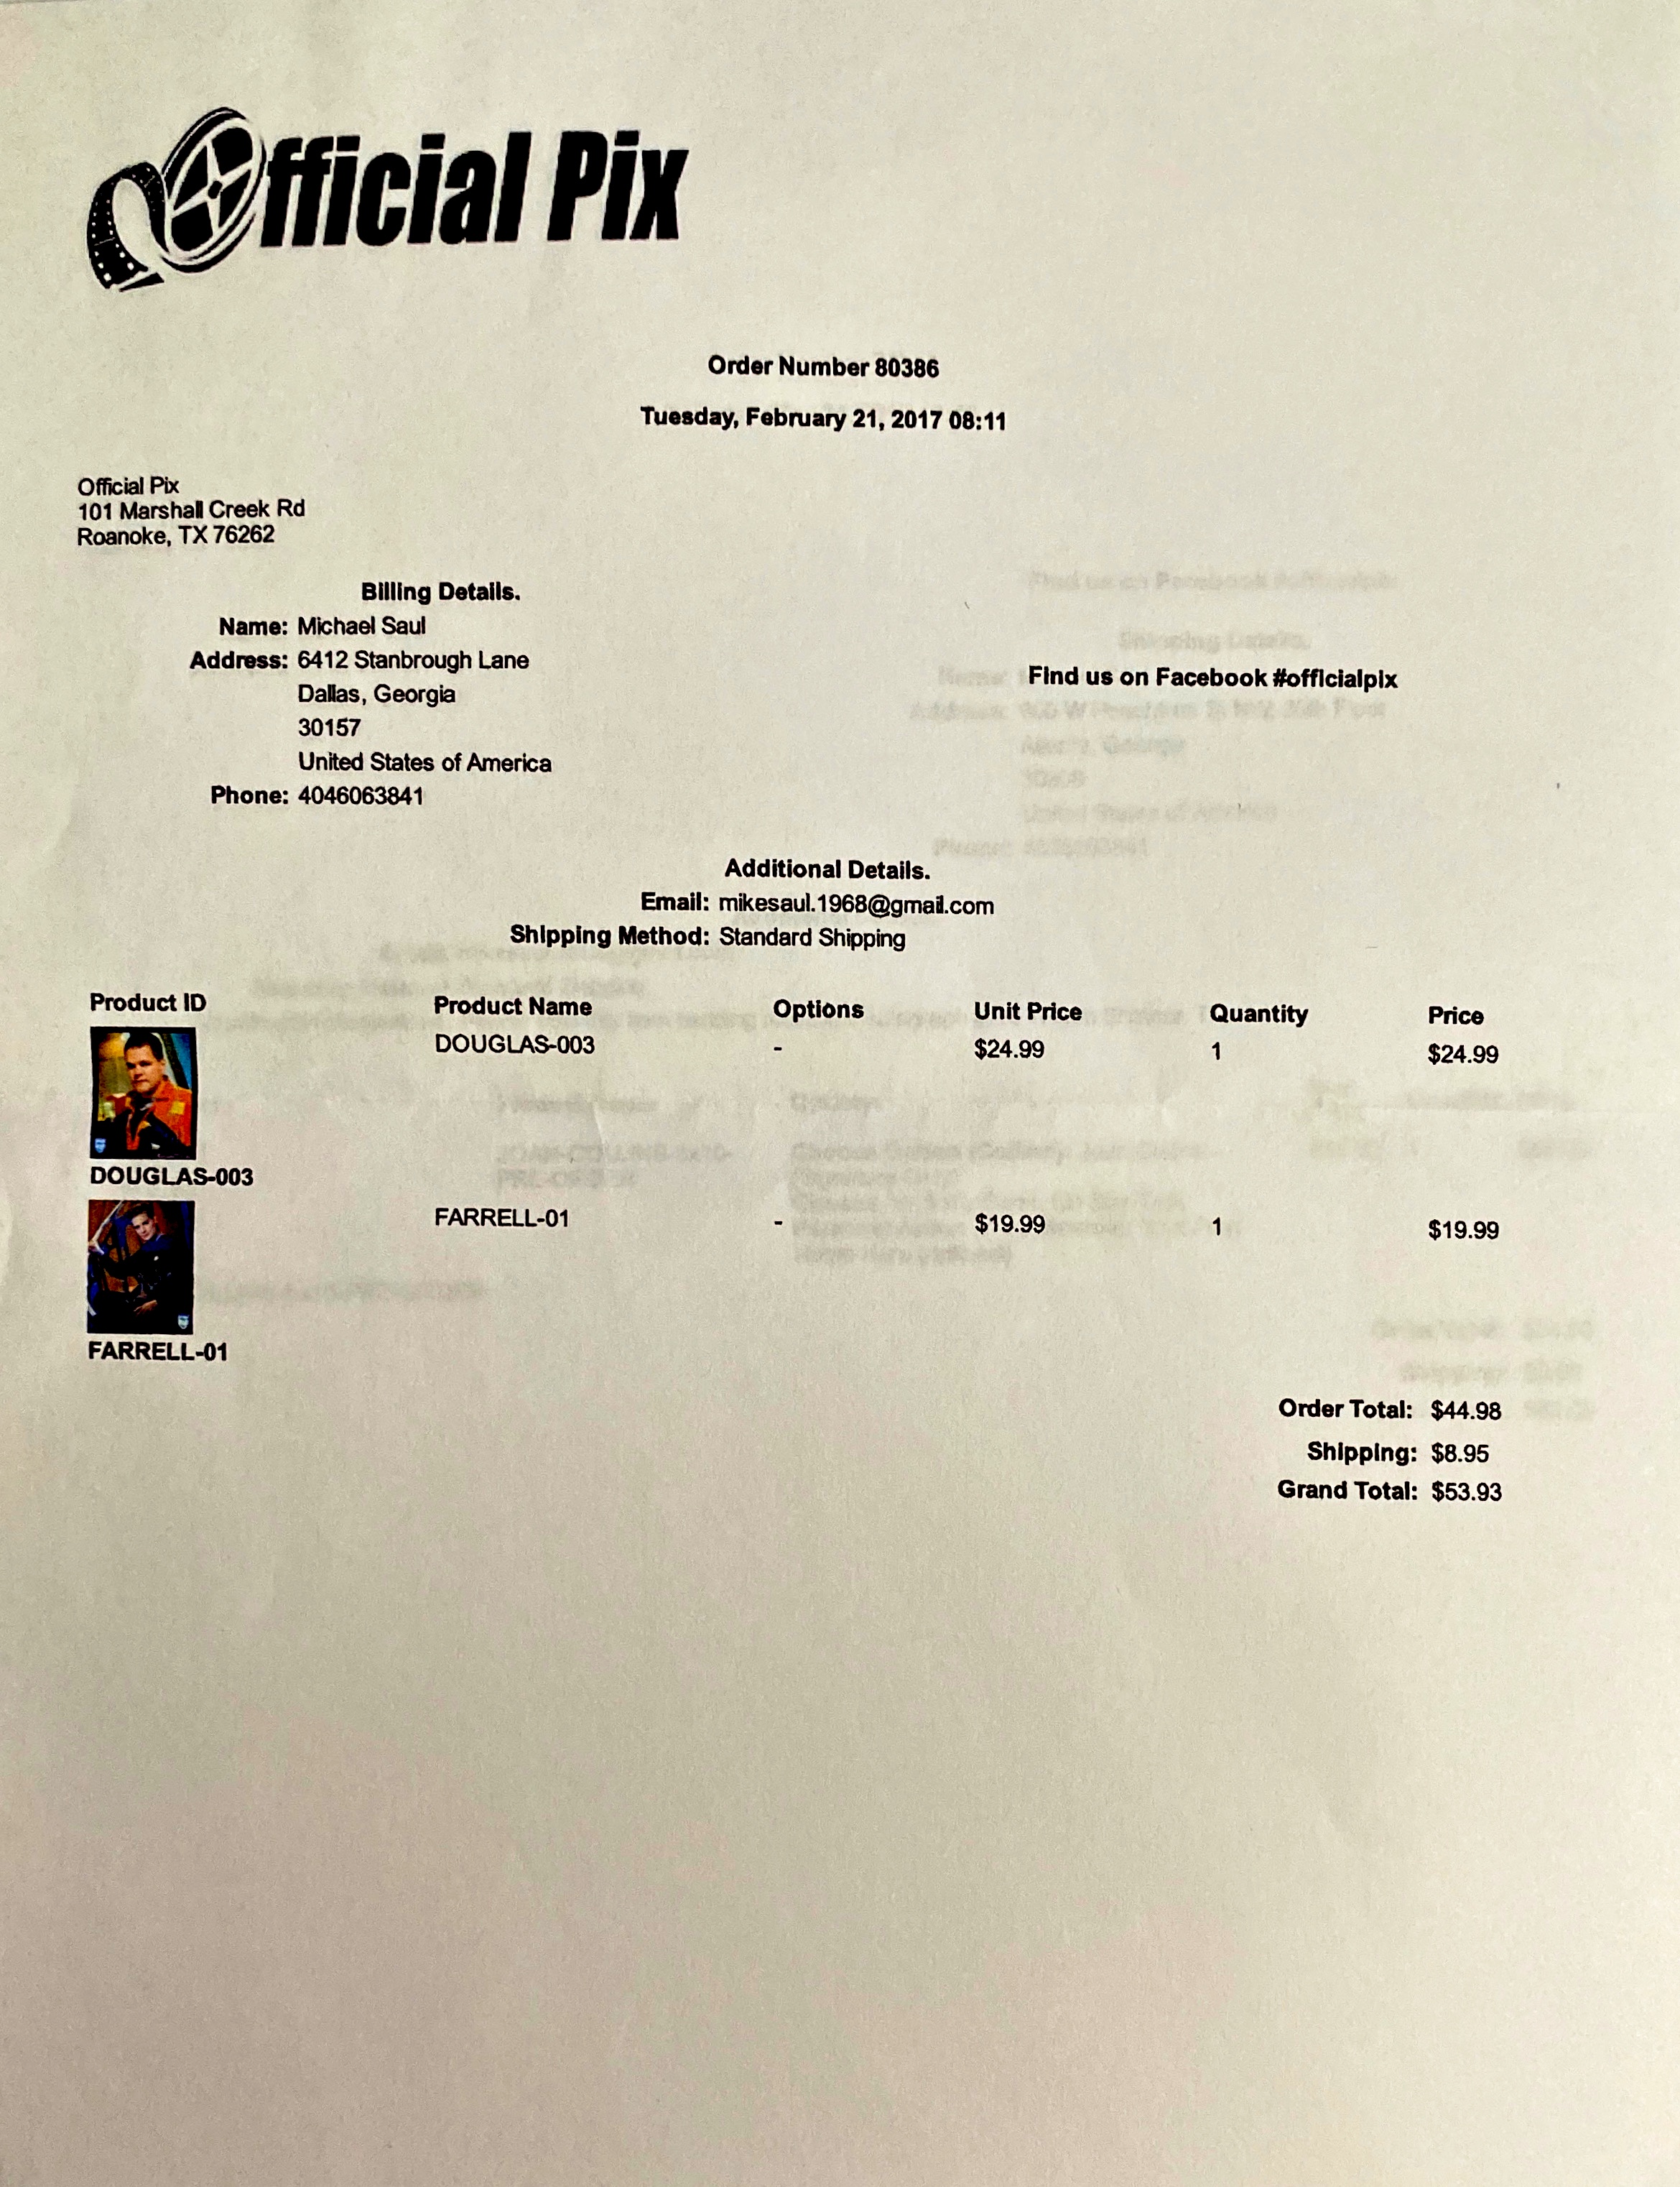 Official Pix
Order Number 80386
Tuesday, February 21, 2017 08:11
Official Pix
101 Marshall Creek Rd
Roanoke, TX 76262
Billing Details.
Name: Michael Saul
Address: 6412 Stanbrough Lane
Dallas, Georgia
30157
United States of America
Phone: 4046063841
Find us on Facebook #officialpix
Additional Details.
Email: mikesaul.1968@gmail.com
Shipping Method: Standard Shipping
Product ID Product Name Options Unit Price Quantity Price
DOUGLAS-003 - $24.99 1 $24.99
DOUGLAS-003
FARRELL-01 - $19.99 1 $19.99
FARRELL-01
Order Total: $44.98
Shipping: $8.95
Grand Total: $53.93